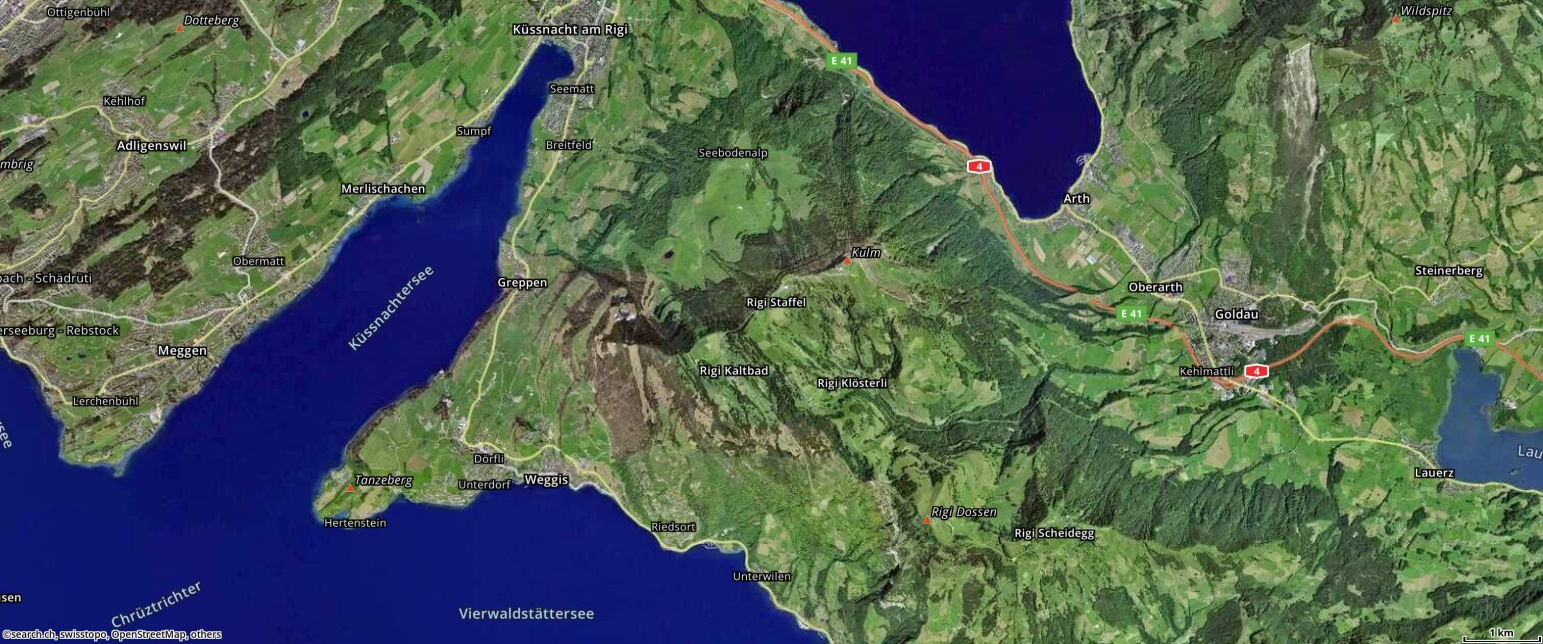 Ottigenbühl
Dotteberg
Küssnacht am Rigi
Wildspitz
E 41
Seematt
Kehlhof
Sumpf
Adligenswil
Breitfeld
Seebodenalp
mbrig
4
Merlischachen
Arth
Kulm
Obermatt
bach - Schädrüti
Greppen
Steinerberg
Oberarth
Rigi Staffel
Küssnachtersee
E 41
Goldau
erseeburg - Rebstock
E 41
Meggen
Rigi Kaltbad
Kehlmattli
4
Rigi Klösterli
Lerchenbühl
see
Lau
Dörfli
Lauerz
Tanzeberg
Unterdorf
Weggis
Rigi Dossen
Hertenstein
Riedsort
Rigi Scheidegg
Unterwilen
sen
Chrüztrichter
Vierwaldstättersee
©search.ch, swisstopo, OpenStreetMap, others
1 km